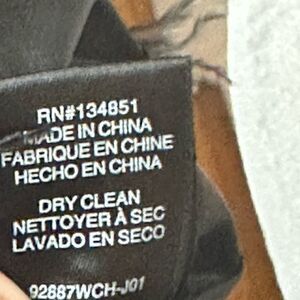 RN#134851
MADE IN CHINA
FABRIQUE EN CHINE
HECHO EN CHINA
DRY CLEAN
NETTOYER À SEC
LAVADO EN SECO
92887WCH-J01